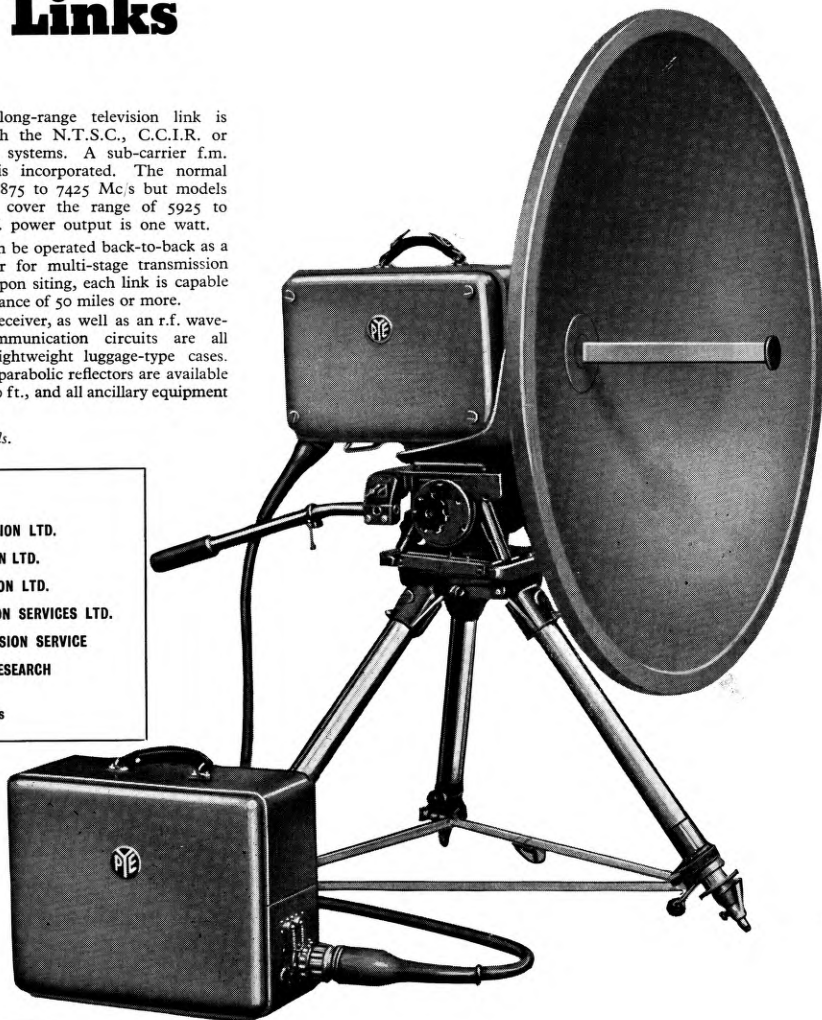 Links
long-range television link is
h the N.T.S.C., C.C.I.R. or
systems. A sub-carrier f.m.
is incorporated. The normal
875 to 7425 Mc/s but models
cover the range of 5925 to
. power output is one watt.
n be operated back-to-back as a
r for multi-stage transmission
pon siting, each link is capable
ance of 50 miles or more.
eceiver, as well as an r.f. wave-
mmunication circuits are all
ightweight luggage-type cases.
parabolic reflectors are available
ft., and all ancillary equipment
ls.
ION LTD.
N LTD.
ON LTD.
ON SERVICES LTD.
SION SERVICE
ESEARCH
s
PYE
PYE